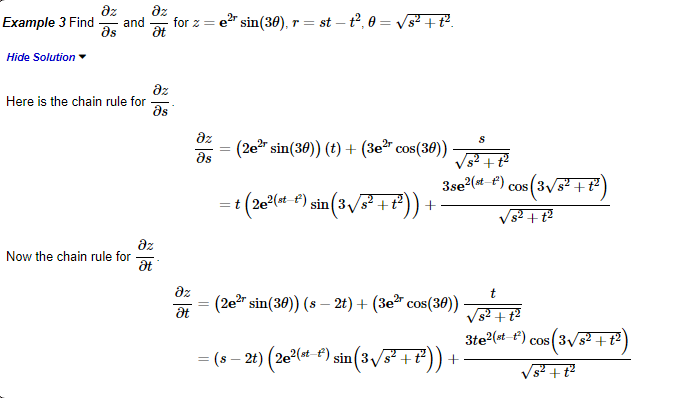 Example 3 Find ∂z/∂s and ∂z/∂t for z = e^{2r} sin(3θ), r = st − t², θ = √(s² + t²).
Hide Solution ▾
Here is the chain rule for ∂z/∂s.
∂z/∂s = (2e^{2r} sin(3θ)) (t) + (3e^{2r} cos(3θ)) s/√(s² + t²)
= t (2e^{2(st−t²)} sin(3√(s² + t²))) + 3se^{2(st−t²)} cos(3√(s² + t²))/√(s² + t²)
Now the chain rule for ∂z/∂t.
∂z/∂t = (2e^{2r} sin(3θ)) (s − 2t) + (3e^{2r} cos(3θ)) t/√(s² + t²)
= (s − 2t) (2e^{2(st−t²)} sin(3√(s² + t²))) + 3te^{2(st−t²)} cos(3√(s² + t²))/√(s² + t²)